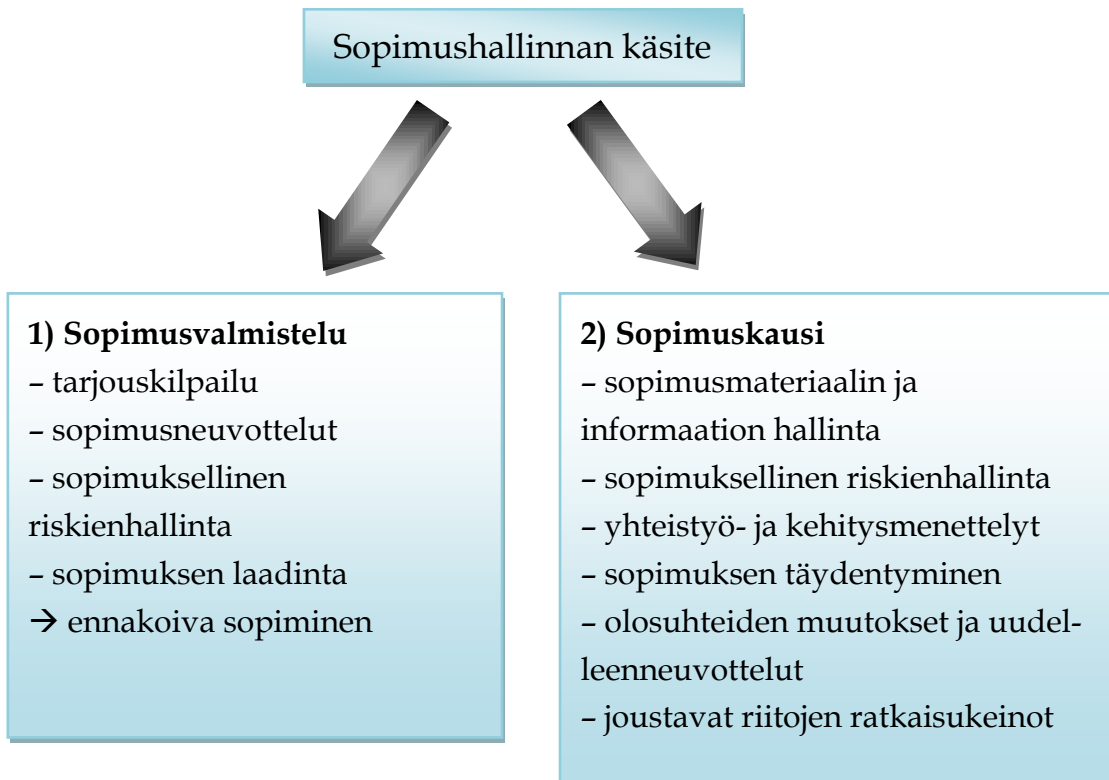 Sopimushallinnan käsite
1) Sopimusvalmistelu
– tarjouskilpailu
– sopimusneuvottelut
– sopimuksellinen
riskienhallinta
– sopimuksen laadinta
→ ennakoiva sopiminen
2) Sopimuskausi
– sopimusmateriaalin ja
informaation hallinta
– sopimuksellinen riskienhallinta
– yhteistyö- ja kehitysmenettelyt
– sopimuksen täydentyminen
– olosuhteiden muutokset ja uudel-
leenneuvottelut
– joustavat riitojen ratkaisukeinot